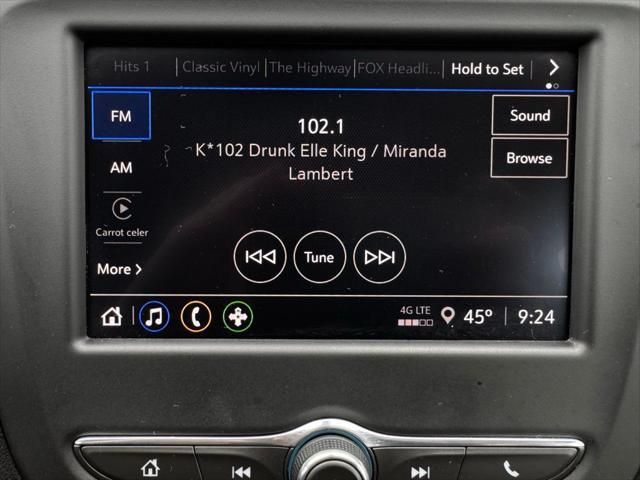 Hits 1 Classic Vinyl The Highway FOX Headli... Hold to Set
FM
102.1
Sound
K*102 Drunk Elle King / Miranda
Lambert
Browse
AM
Carrot celer
Tune
More
4G LTE
45° 9:24